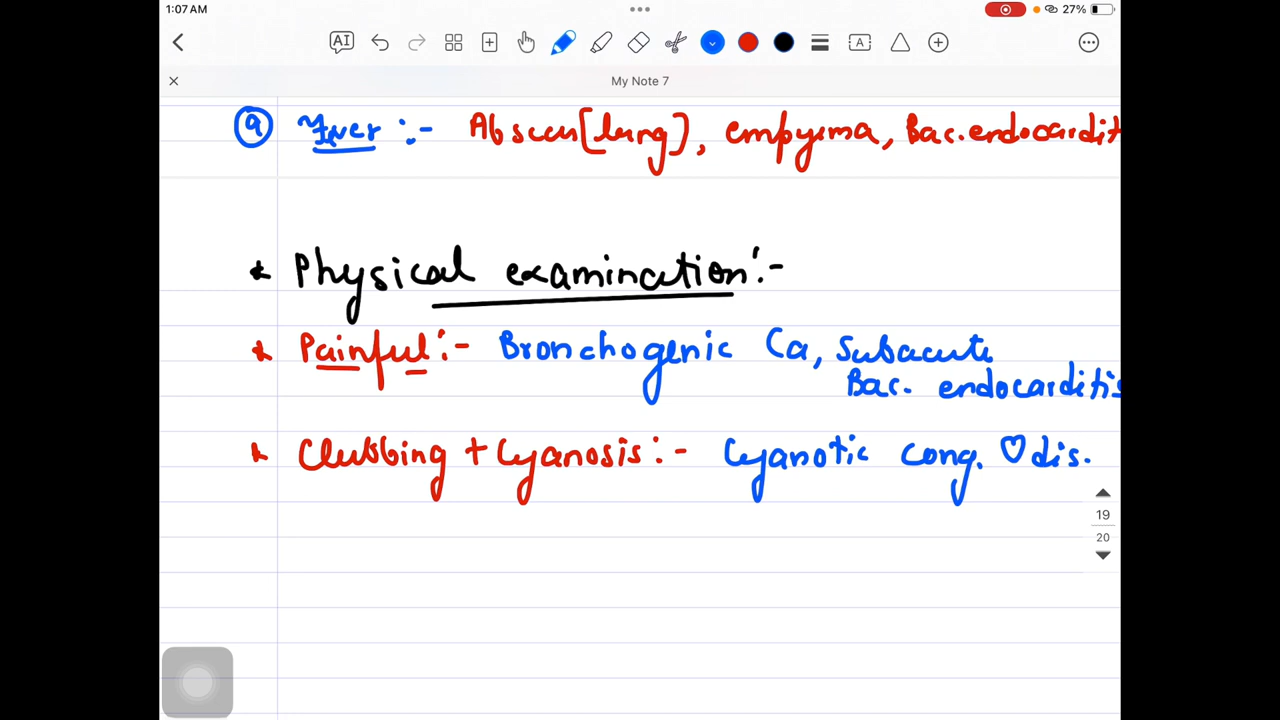 1:07 AM
27%
AI
A
My Note 7
9 Fever :- Abscess [lung], empyema, Bac. endocardit
* Physical examination :-
* Painful :- Bronchogenic Ca, Subacute
Bac. endocarditis
* Clubbing + Cyanosis :- Cyanotic cong. ♡ dis.
19
20